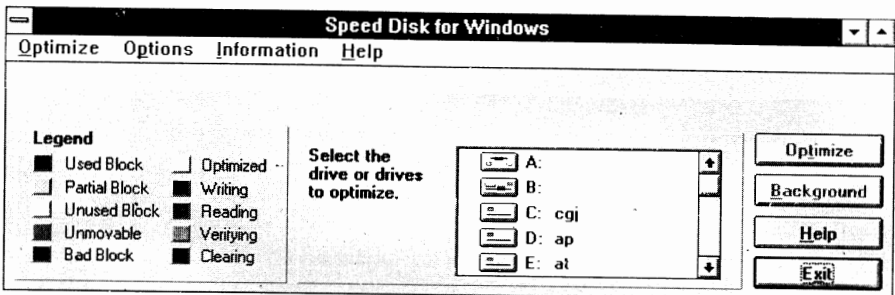 Speed Disk for Windows
Optimize Options Information Help
Legend
Used Block
Partial Block
Unused Block
Unmovable
Bad Block
Optimized
Writing
Reading
Verifying
Clearing
Select the
drive or drives
to optimize.
A:
B:
C: cgj
D: ap
E: at
Optimize
Background
Help
Exit